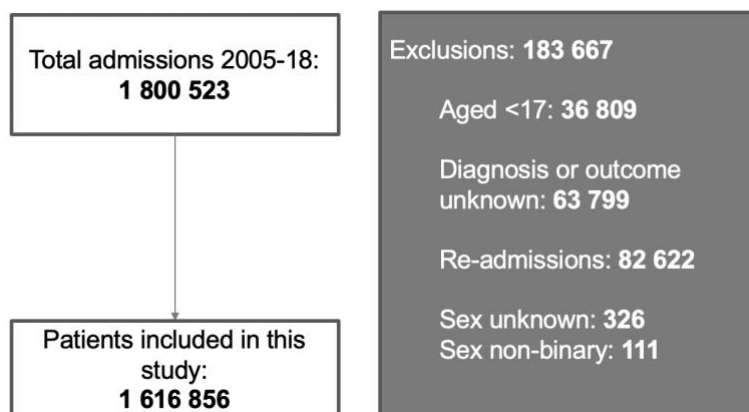 Total admissions 2005-18:
1 800 523
Exclusions: 183 667
Aged <17: 36 809
Diagnosis or outcome
unknown: 63 799
Re-admissions: 82 622
Sex unknown: 326
Sex non-binary: 111
Patients included in this
study:
1 616 856